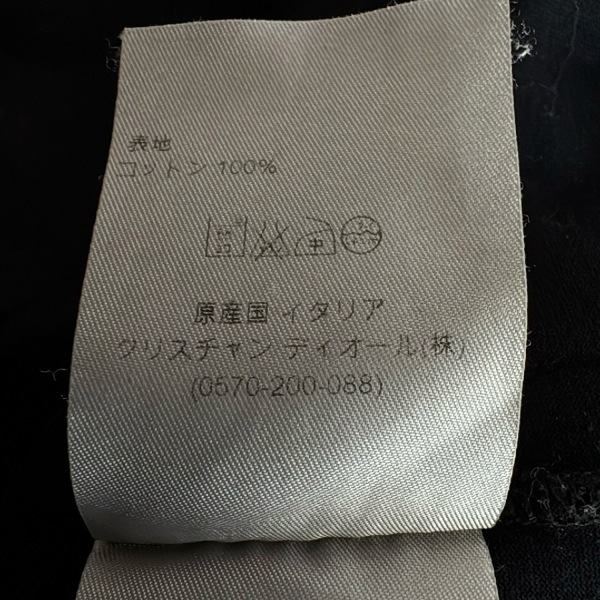 表地
コットン 100%
中
原産国 イタリア
クリスチャン ディオール(株)
(0570-200-088)